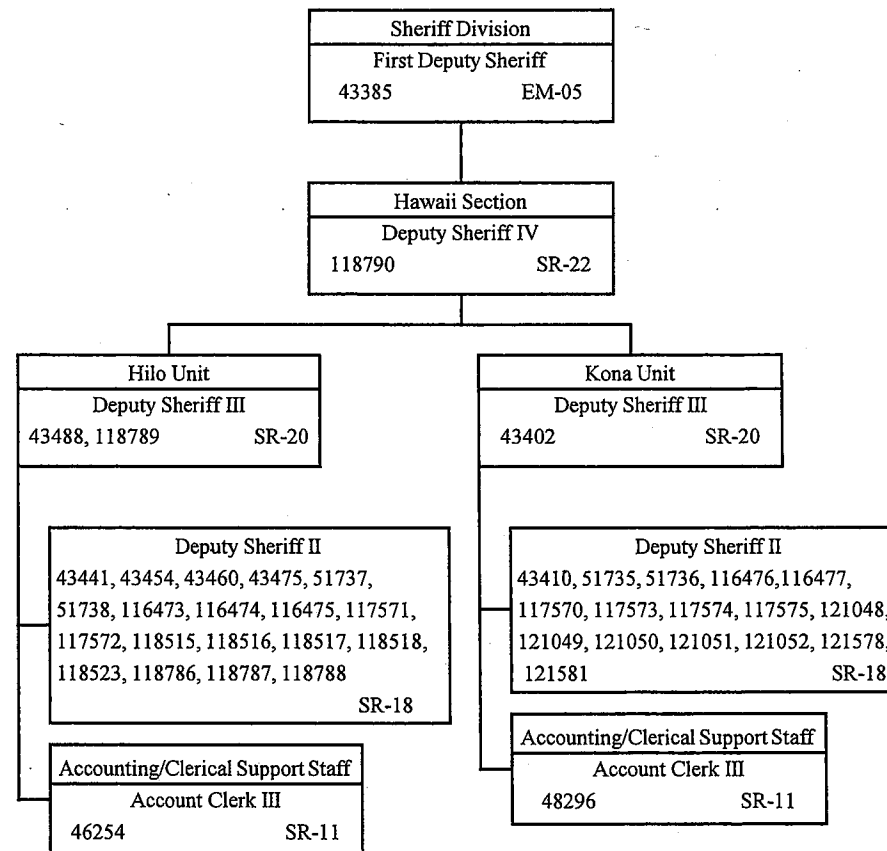 Sheriff Division
First Deputy Sheriff
43385 EM-05
Hawaii Section
Deputy Sheriff IV
118790 SR-22
Hilo Unit
Deputy Sheriff III
43488, 118789 SR-20
Deputy Sheriff II
43441, 43454, 43460, 43475, 51737,
51738, 116473, 116474, 116475, 117571,
117572, 118515, 118516, 118517, 118518,
118523, 118786, 118787, 118788
SR-18
Accounting/Clerical Support Staff
Account Clerk III
46254 SR-11
Kona Unit
Deputy Sheriff III
43402 SR-20
Deputy Sheriff II
43410, 51735, 51736, 116476,116477,
117570, 117573, 117574, 117575, 121048,
121049, 121050, 121051, 121052, 121578,
121581 SR-18
Accounting/Clerical Support Staff
Account Clerk III
48296 SR-11